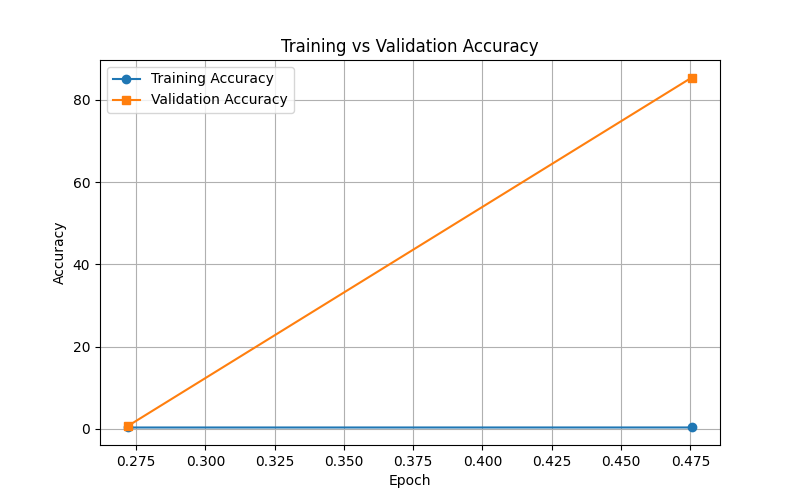 Training vs Validation Accuracy
Training Accuracy
Validation Accuracy
Accuracy
80
60
40
20
0
0.275 0.300 0.325 0.350 0.375 0.400 0.425 0.450 0.475
Epoch